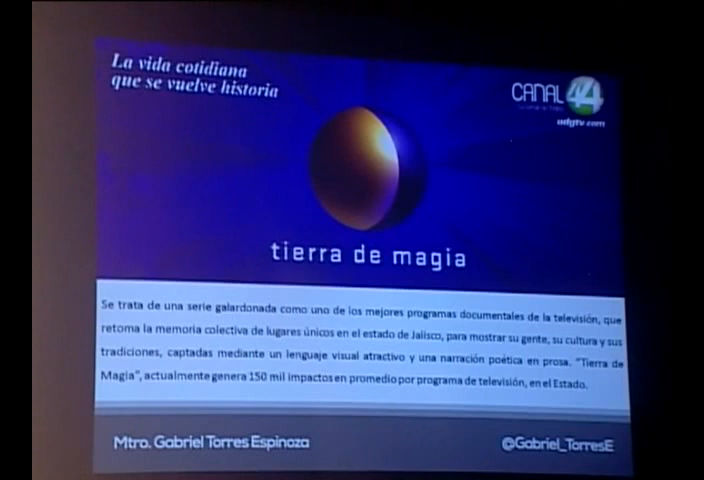 La vida cotidiana
que se vuelve historia
CANAL 44
udgtv.com
tierra de magia
Se trata de una serie galardonada como uno de los mejores programas documentales de la televisión, que
retoma la memoria colectiva de lugares únicos en el estado de Jalisco, para mostrar su gente, su cultura y sus
tradiciones, captadas mediante un lenguaje visual atractivo y una narración poética en prosa. "Tierra de
Magia", actualmente genera 150 mil impactos en promedio por programa de televisión, en el Estado.
Mtro. Gabriel Torres Espinoza
@Gabriel_TorresE